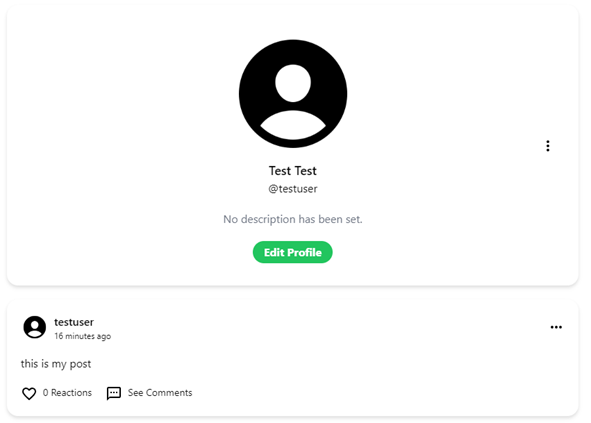 Test Test
@testuser
No description has been set.
Edit Profile
testuser
16 minutes ago
this is my post
0 Reactions See Comments